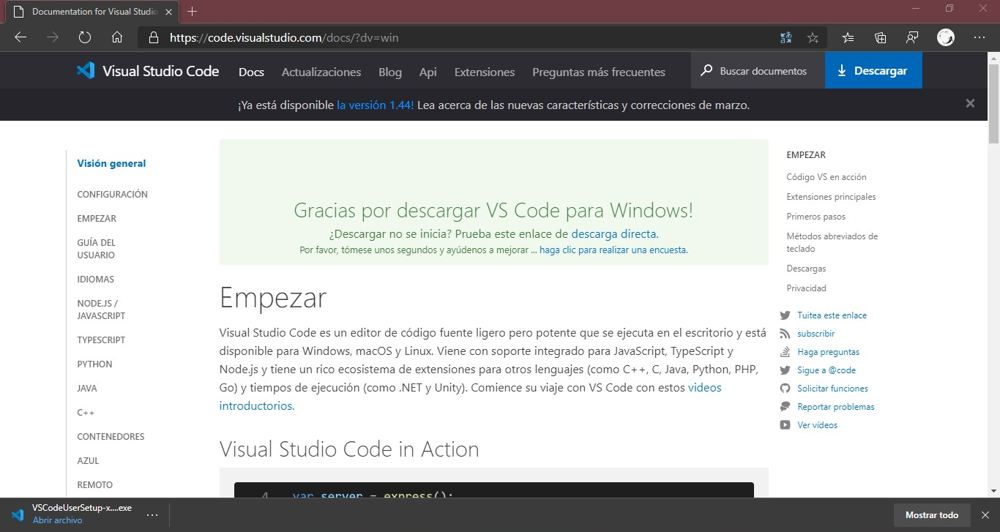 Documentation for Visual Studio
https://code.visualstudio.com/docs/?dv=win
Visual Studio Code
Docs
Actualizaciones
Blog
Api
Extensiones
Preguntas más frecuentes
Buscar documentos
Descargar
¡Ya está disponible la versión 1.44! Lea acerca de las nuevas características y correcciones de marzo.
Visión general
CONFIGURACIÓN
EMPEZAR
GUÍA DEL
USUARIO
IDIOMAS
NODE.JS /
JAVASCRIPT
TYPESCRIPT
PYTHON
JAVA
C++
CONTENEDORES
AZUL
REMOTO
Gracias por descargar VS Code para Windows!
¿Descargar no se inicia? Prueba este enlace de descarga directa.
Por favor, tómese unos segundos y ayúdenos a mejorar ... haga clic para realizar una encuesta.
Empezar
Visual Studio Code es un editor de código fuente ligero pero potente que se ejecuta en el escritorio y está
disponible para Windows, macOS y Linux. Viene con soporte integrado para JavaScript, TypeScript y
Node.js y tiene un rico ecosistema de extensiones para otros lenguajes (como C++, C, Java, Python, PHP,
Go) y tiempos de ejecución (como .NET y Unity). Comience su viaje con VS Code con estos videos
introductorios.
Visual Studio Code in Action
4 var server = express();
EMPEZAR
Código VS en acción
Extensiones principales
Primeros pasos
Métodos abreviados de
teclado
Descargas
Privacidad
Tuitea este enlace
subscribir
Haga preguntas
Sigue a @code
Solicitar funciones
Reportar problemas
Ver vídeos
VSCodeUserSetup-x....exe
Abrir archivo
Mostrar todo